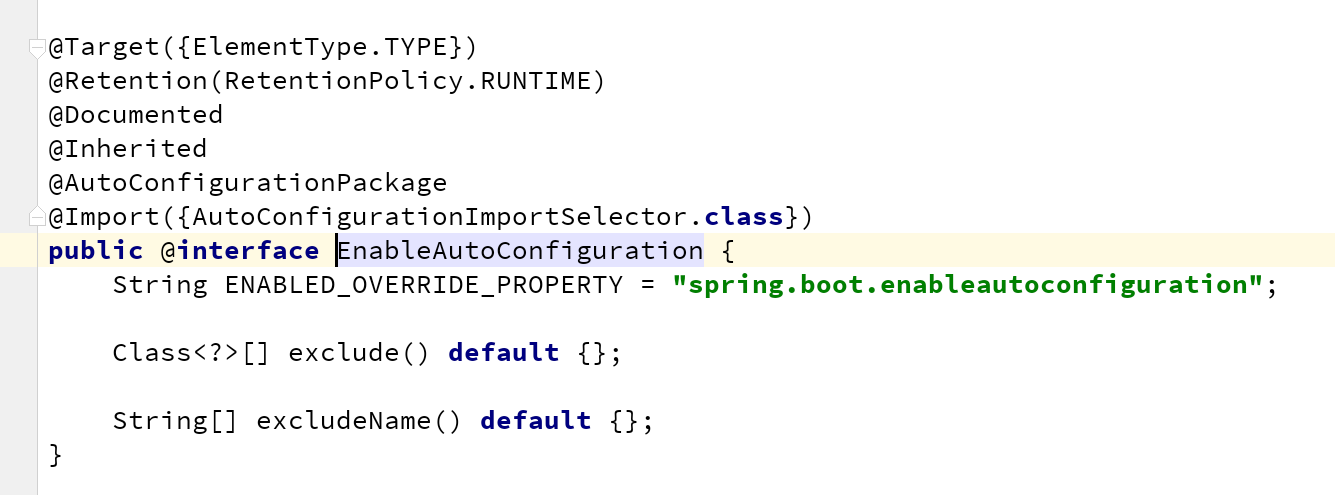 @Target({ElementType.TYPE})
@Retention(RetentionPolicy.RUNTIME)
@Documented
@Inherited
@AutoConfigurationPackage
@Import({AutoConfigurationImportSelector.class})
public @interface EnableAutoConfiguration {
    String ENABLED_OVERRIDE_PROPERTY = "spring.boot.enableautoconfiguration";
    Class<?>[] exclude() default {};
    String[] excludeName() default {};
}